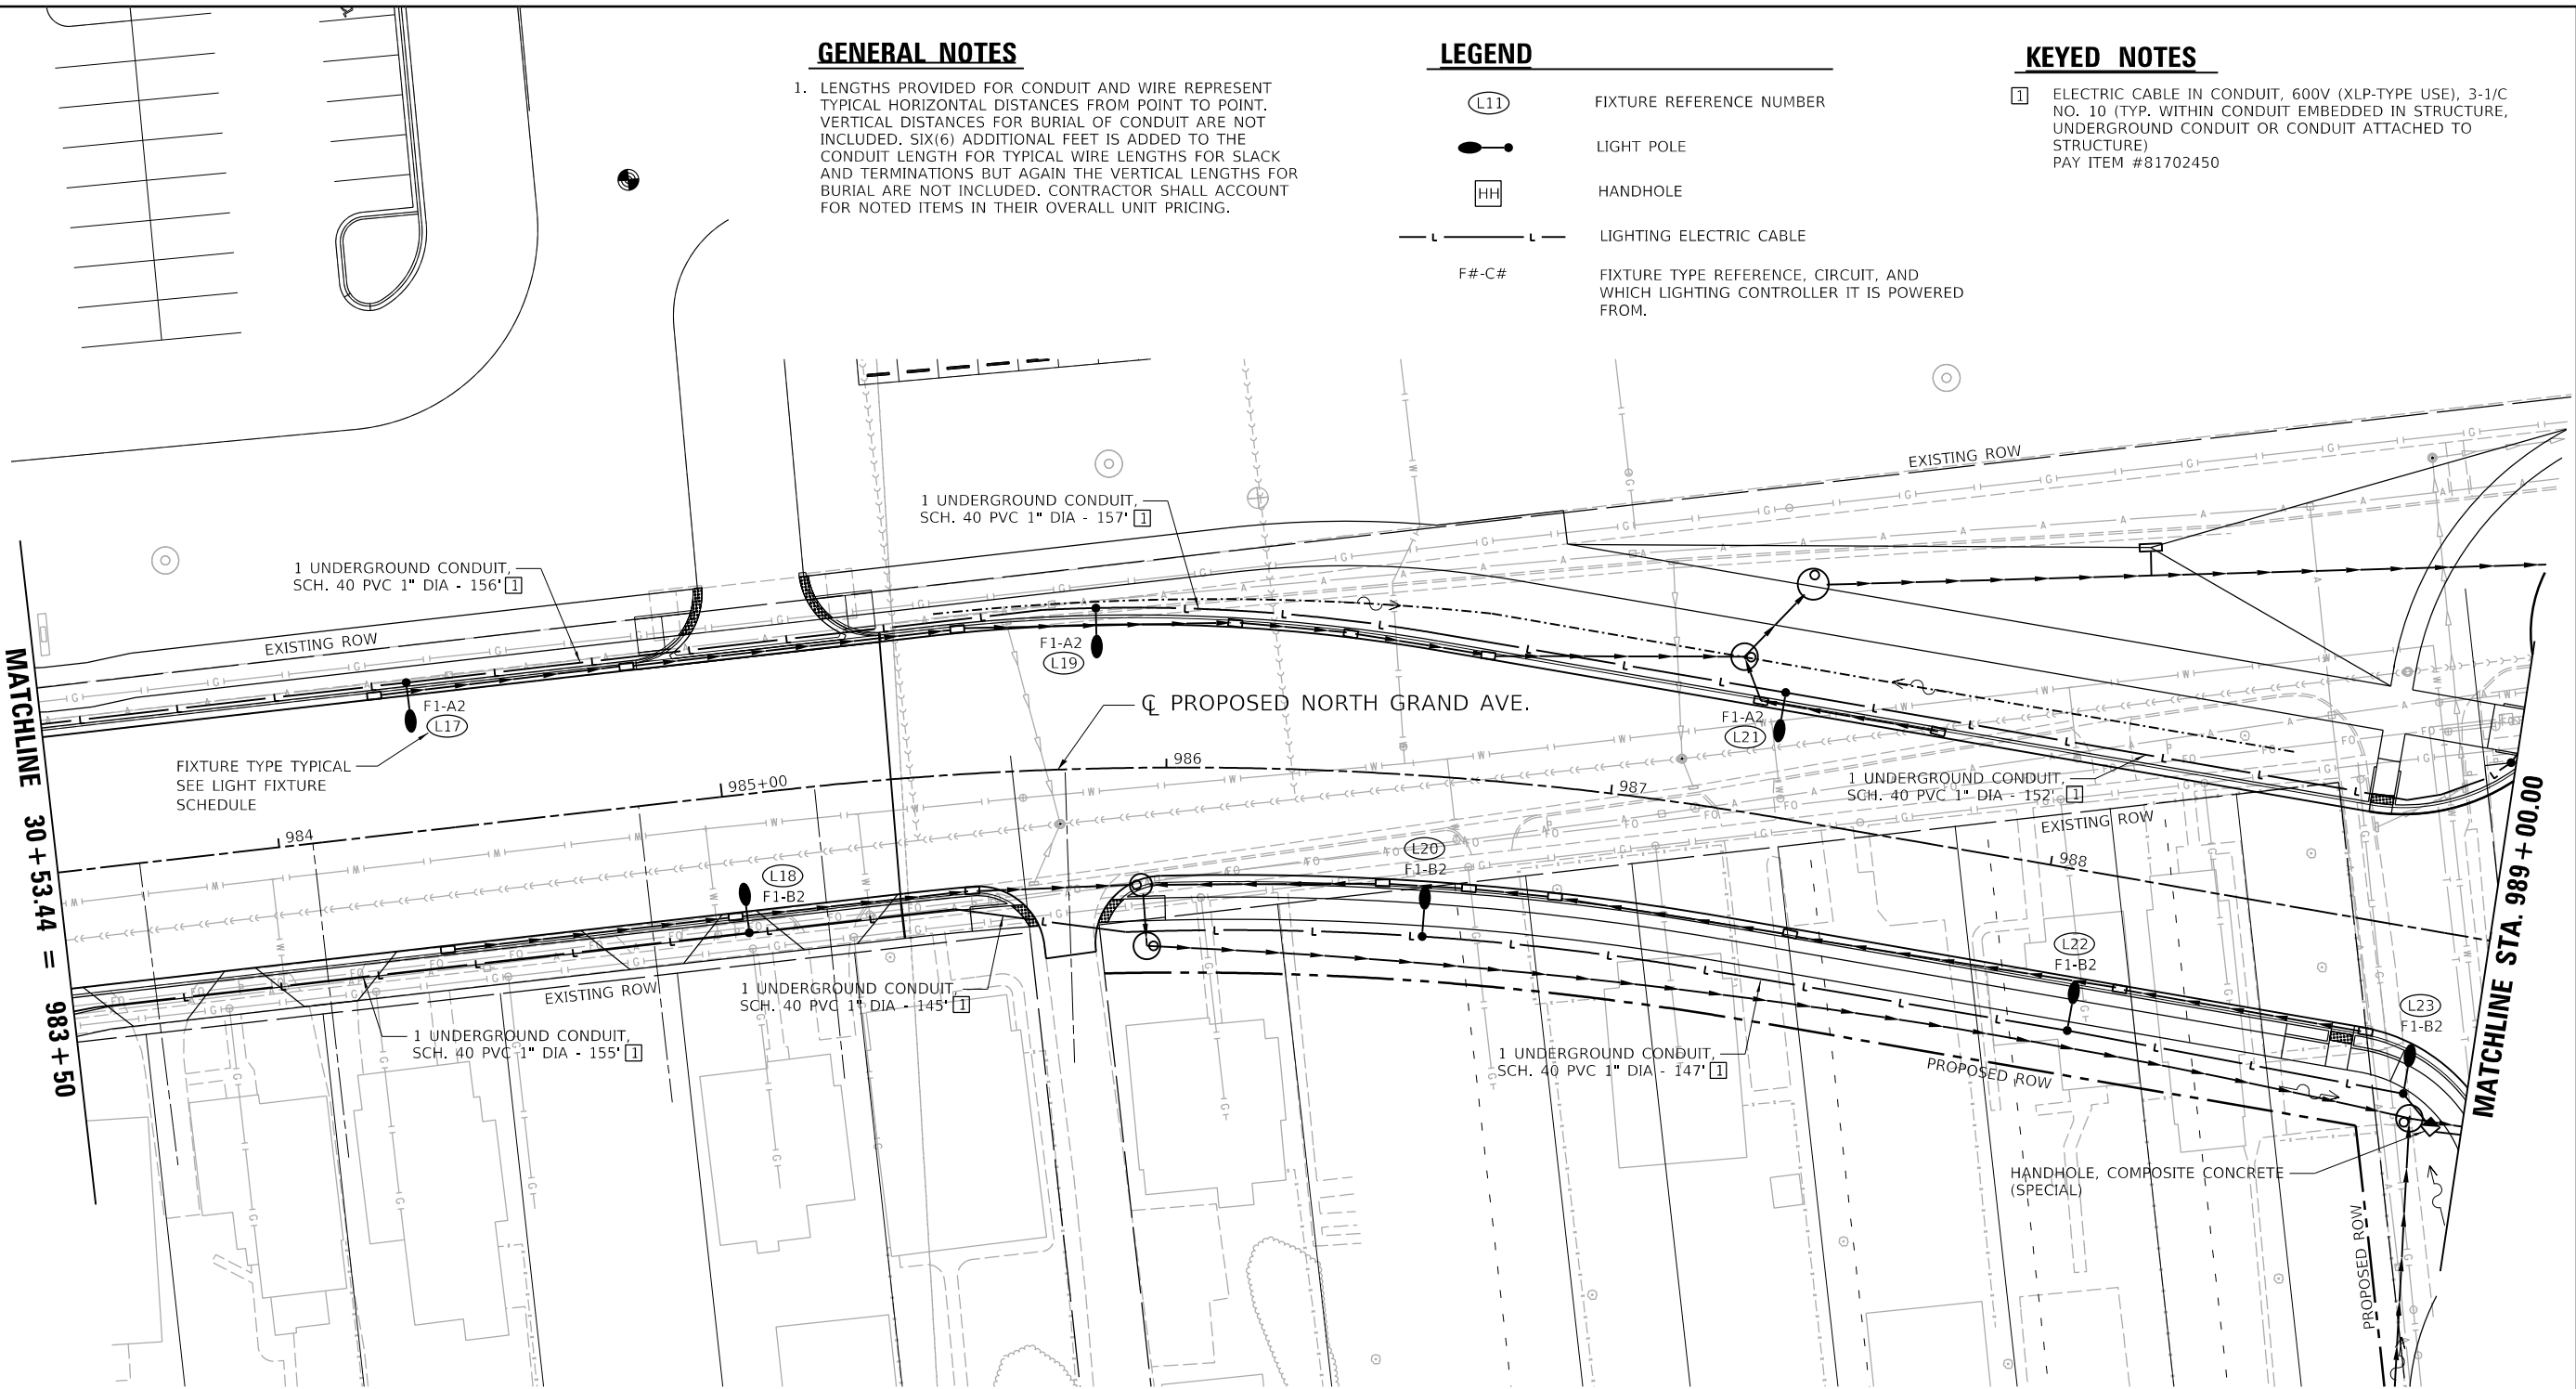 GENERAL NOTES
1. LENGTHS PROVIDED FOR CONDUIT AND WIRE REPRESENT
TYPICAL HORIZONTAL DISTANCES FROM POINT TO POINT.
VERTICAL DISTANCES FOR BURIAL OF CONDUIT ARE NOT
INCLUDED. SIX(6) ADDITIONAL FEET IS ADDED TO THE
CONDUIT LENGTH FOR TYPICAL WIRE LENGTHS FOR SLACK
AND TERMINATIONS BUT AGAIN THE VERTICAL LENGTHS FOR
BURIAL ARE NOT INCLUDED. CONTRACTOR SHALL ACCOUNT
FOR NOTED ITEMS IN THEIR OVERALL UNIT PRICING.
LEGEND
L11 FIXTURE REFERENCE NUMBER
LIGHT POLE
HH HANDHOLE
L L LIGHTING ELECTRIC CABLE
F#-C# FIXTURE TYPE REFERENCE, CIRCUIT, AND
WHICH LIGHTING CONTROLLER IT IS POWERED
FROM.
KEYED NOTES
1 ELECTRIC CABLE IN CONDUIT, 600V (XLP-TYPE USE), 3-1/C
NO. 10 (TYP. WITHIN CONDUIT EMBEDDED IN STRUCTURE,
UNDERGROUND CONDUIT OR CONDUIT ATTACHED TO
STRUCTURE)
PAY ITEM #81702450
EXISTING ROW
1 UNDERGROUND CONDUIT,
SCH. 40 PVC 1" DIA - 157' 1
1 UNDERGROUND CONDUIT,
SCH. 40 PVC 1" DIA - 156' 1
EXISTING ROW
F1-A2
L19
F1-A2
L17
℄ PROPOSED NORTH GRAND AVE.
F1-A2
L21
FIXTURE TYPE TYPICAL
SEE LIGHT FIXTURE
SCHEDULE
984
985+00
986
987
988
1 UNDERGROUND CONDUIT,
SCH. 40 PVC 1" DIA - 152' 1
EXISTING ROW
MATCHLINE 30+53.44 = 983+50
MATCHLINE STA. 989+00.00
L18
F1-B2
L20
F1-B2
L22
F1-B2
L23
F1-B2
EXISTING ROW
1 UNDERGROUND CONDUIT,
SCH. 40 PVC 1" DIA - 145' 1
1 UNDERGROUND CONDUIT,
SCH. 40 PVC 1" DIA - 155' 1
1 UNDERGROUND CONDUIT,
SCH. 40 PVC 1" DIA - 147' 1
PROPOSED ROW
HANDHOLE, COMPOSITE CONCRETE
(SPECIAL)
PROPOSED ROW